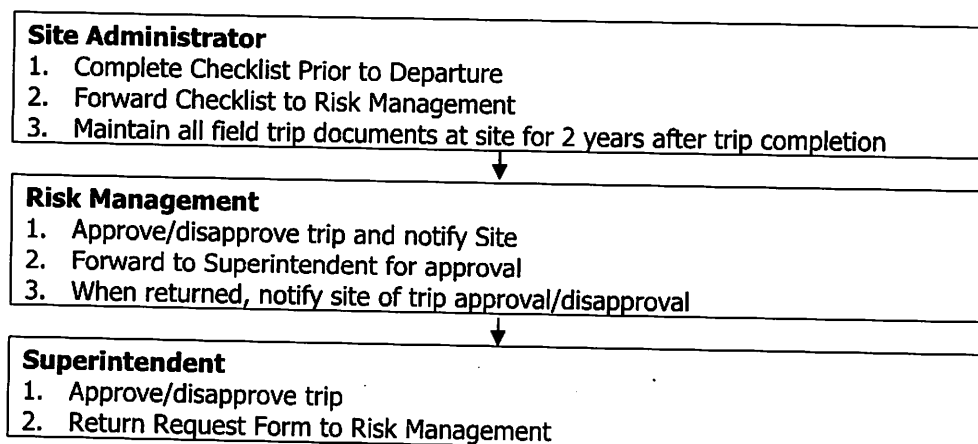 Site Administrator
1. Complete Checklist Prior to Departure
2. Forward Checklist to Risk Management
3. Maintain all field trip documents at site for 2 years after trip completion
Risk Management
1. Approve/disapprove trip and notify Site
2. Forward to Superintendent for approval
3. When returned, notify site of trip approval/disapproval
Superintendent
1. Approve/disapprove trip
2. Return Request Form to Risk Management